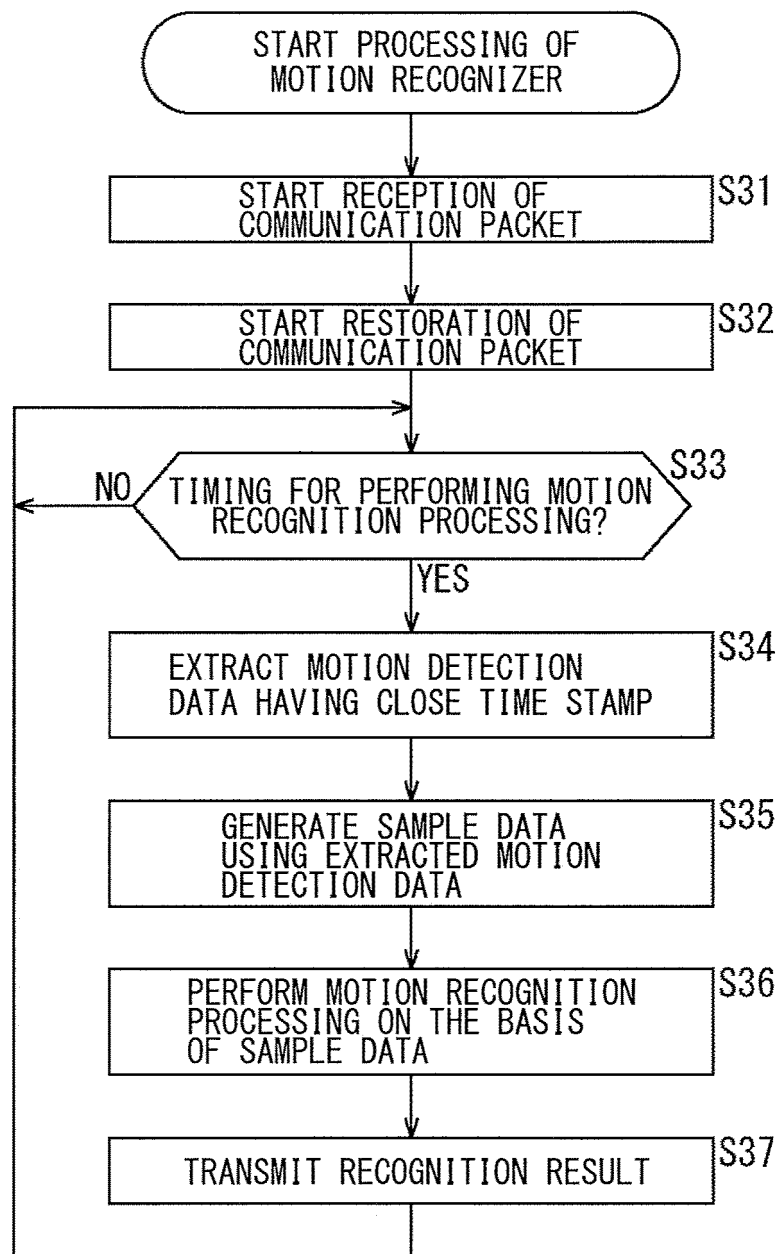 START PROCESSING OF
MOTION RECOGNIZER
S31
START RECEPTION OF
COMMUNICATION PACKET
S32
START RESTORATION OF
COMMUNICATION PACKET
S33
NO
TIMING FOR PERFORMING MOTION
RECOGNITION PROCESSING?
YES
S34
EXTRACT MOTION DETECTION
DATA HAVING CLOSE TIME STAMP
S35
GENERATE SAMPLE DATA
USING EXTRACTED MOTION
DETECTION DATA
S36
PERFORM MOTION RECOGNITION
PROCESSING ON THE BASIS
OF SAMPLE DATA
S37
TRANSMIT RECOGNITION RESULT